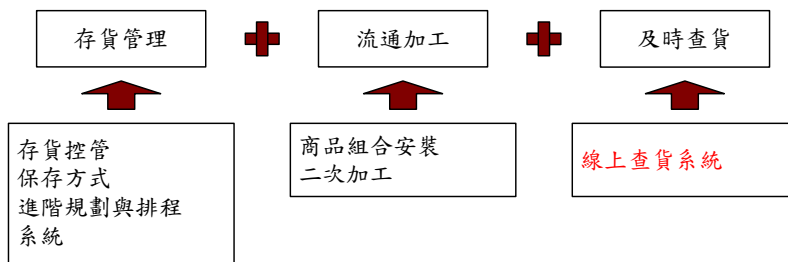 存貨管理
流通加工
及時查貨
存貨控管
保存方式
進階規劃與排程
系統
商品組合安裝
二次加工
線上查貨系統